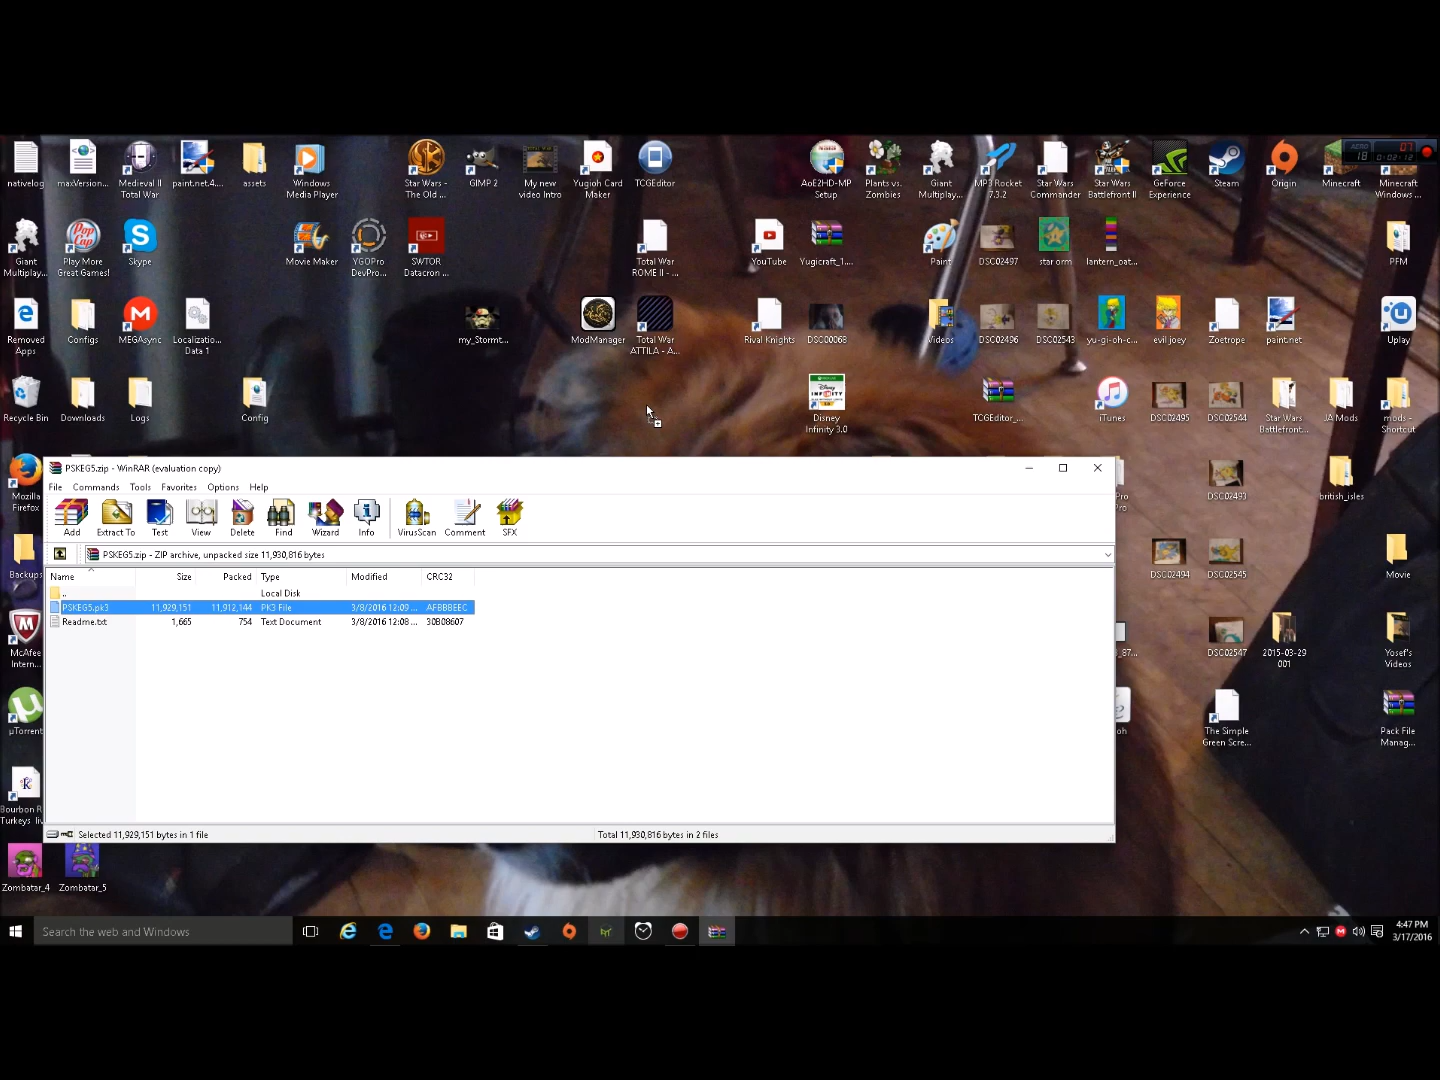 nativelog
maxVersion...
Medieval II
Total War
paint.net.4....
assets
Windows
Media Player
Star Wars -
The Old ...
GIMP 2
My new
video Intro
Yugioh Card
Maker
TCGEditor
AoE2HD-MP
Setup
Plants vs.
Zombies
Giant
Multiplay...
MP3 Rocket
7.3.2
Star Wars
Commander
Star Wars
Battlefront II
GeForce
Experience
Steam
Origin
Minecraft
Minecraft
Windows ...
Giant
Multiplay...
Play More
Great Games!
Skype
Movie Maker
YGOPro
DevPro...
SWTOR
Datacron ...
Total War
ROME II - ...
YouTube
Yugicraft_1....
Paint
DSC02497
star orm
lantern_oat...
PFM
Removed
Apps
Configs
MEGAsync
Localizatio...
Data 1
my_Stormt...
ModManager
Total War
ATTILA - A...
Rival Knights
DSC00068
Videos
DSC02496
DSC02543
yu-gi-oh-c...
evil joey
Zoetrope
paint.net
Uplay
Recycle Bin
Downloads
Logs
Config
Disney
Infinity 3.0
TCGEditor_...
iTunes
DSC02495
DSC02544
Star Wars
Battlefront...
JA Mods
mods -
Shortcut
PSKEG5.zip - WinRAR (evaluation copy)
File Commands Tools Favorites Options Help
Add Extract To Test View Delete Find Wizard Info VirusScan Comment SFX
PSKEG5.zip - ZIP archive, unpacked size 11,930,816 bytes
Name Size Packed Type Modified CRC32
.. Local Disk
PSKEG5.pk3 11,929,151 11,912,144 PK3 File 3/8/2016 12:09 ... AFBBBEEC
Readme.txt 1,665 754 Text Document 3/8/2016 12:08 ... 30B08607
Selected 11,929,151 bytes in 1 file
Total 11,930,816 bytes in 2 files
Mozilla
Firefox
Backups
McAfee
Intern...
µTorrent
Bourbon R
Turkeys
Zombatar_4
Zombatar_5
Pro
Pro
DSC02493
british_isles
DSC02494
DSC02545
Movie
_87...
DSC02547
2015-03-29
001
Yosef's
Videos
oh
The Simple
Green Scre...
Pack File
Manag...
Search the web and Windows
4:47 PM
3/17/2016